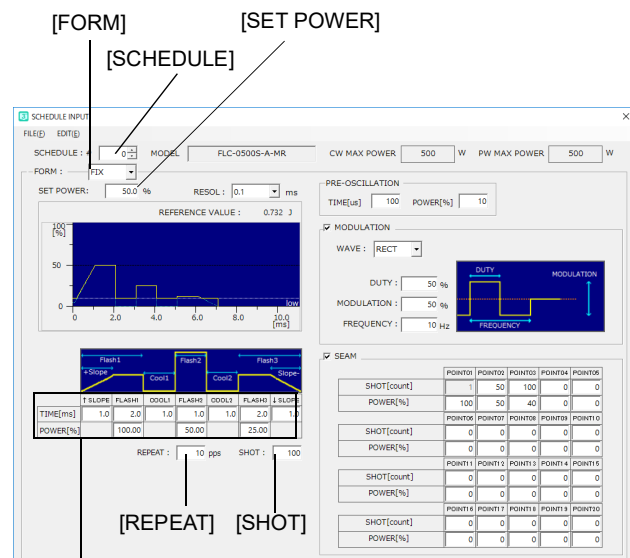 [FORM]
[SET POWER]
[SCHEDULE]
SCHEDULE INPUT
FILE(F) EDIT(E)
SCHEDULE : # 0 MODEL FLC-0500S-A-MR CW MAX POWER 500 W PW MAX POWER 500 W
FORM : FIX
SET POWER: 50.0 % RESOL : 0.1 ms
REFERENCE VALUE : 0.732 J
100
[%]
50
0
low
0 2.0 4.0 6.0 8.0 10.0
[ms]
PRE-OSCILLATION
TIME[us] 100 POWER[%] 10
MODULATION
WAVE : RECT
DUTY : 50 %
MODULATION : 50 %
FREQUENCY : 10 Hz
DUTY
MODULATION
FREQUENCY
Flash1 Flash2 Flash3
+Slope Cool1 Cool2 Slope-
↑ SLOPE FLASH1 COOL1 FLASH2 COOL2 FLASH3 ↓ SLOPE
TIME[ms] 1.0 2.0 1.0 1.0 1.0 2.0 1.0
POWER[%] 100.00 50.00 25.00
REPEAT : 10 pps SHOT : 100
SEAM
POINT01 POINT02 POINT03 POINT04 POINT05
SHOT[count] 1 50 100 0 0
POWER[%] 100 50 40 0 0
POINT06 POINT07 POINT08 POINT09 POINT10
SHOT[count] 0 0 0 0 0
POWER[%] 0 0 0 0 0
POINT11 POINT12 POINT13 POINT14 POINT15
SHOT[count] 0 0 0 0 0
POWER[%] 0 0 0 0 0
POINT16 POINT17 POINT18 POINT19 POINT20
SHOT[count] 0 0 0 0 0
POWER[%] 0 0 0 0 0
[REPEAT] [SHOT]